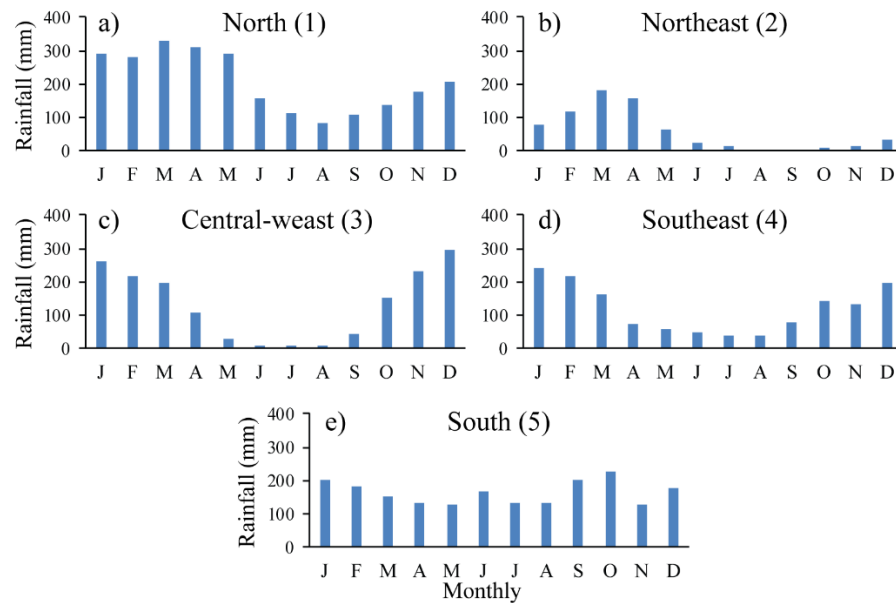 a) North (1)
b) Northeast (2)
Rainfall (mm)
400
300
200
100
0
J F M A M J J A S O N D
400
300
200
100
0
J F M A M J J A S O N D
c) Central-weast (3)
d) Southeast (4)
Rainfall (mm)
400
300
200
100
0
J F M A M J J A S O N D
400
300
200
100
0
J F M A M J J A S O N D
e) South (5)
Rainfall (mm)
400
300
200
100
0
J F M A M J J A S O N D
Monthly